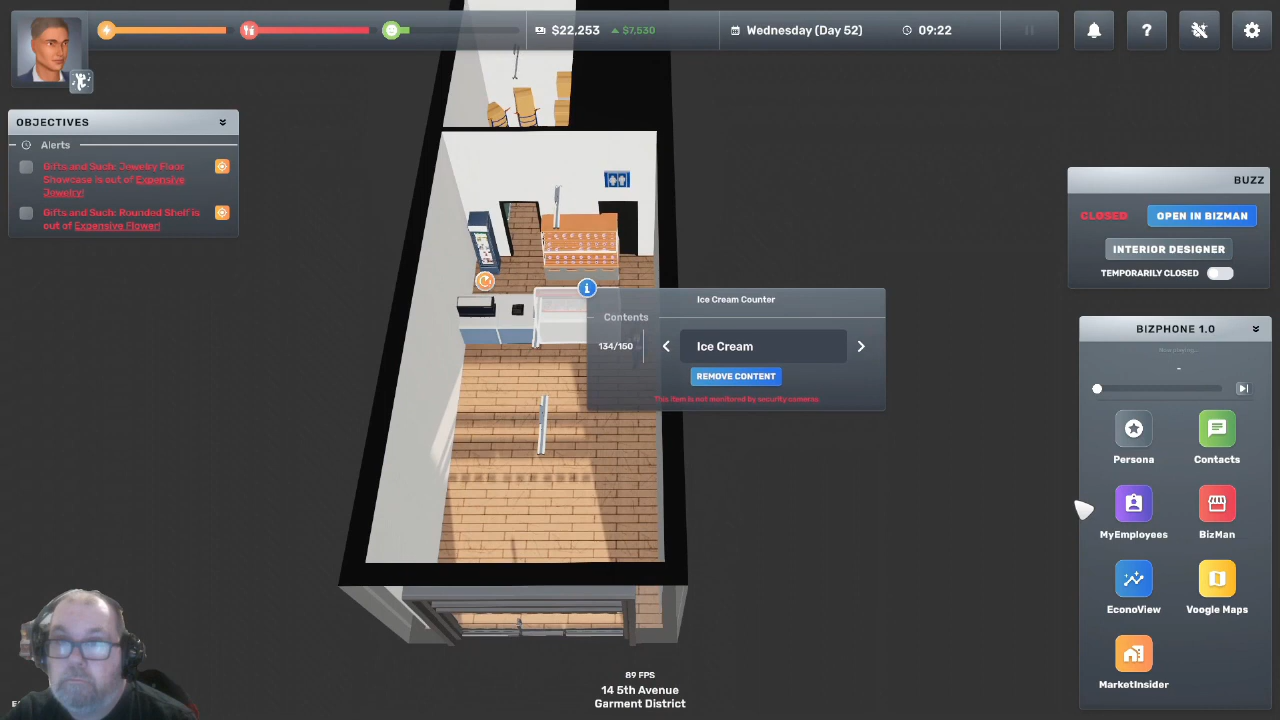 $22,253
$7,530
Wednesday (Day 52)
09:22
?
OBJECTIVES
Alerts
Gifts and Such: Jewelry Floor
Showcase is out of Expensive
Jewelry!
Gifts and Such: Rounded Shelf is
out of Expensive Flower!
BUZZ
CLOSED
OPEN IN BIZMAN
INTERIOR DESIGNER
TEMPORARILY CLOSED
i
Ice Cream Counter
Contents
134/150
Ice Cream
REMOVE CONTENT
This item is not monitored by security cameras
BIZPHONE 1.0
Now playing...
-
Persona
Contacts
MyEmployees
BizMan
EconoView
Voogle Maps
MarketInsider
89 FPS
14 5th Avenue
Garment District